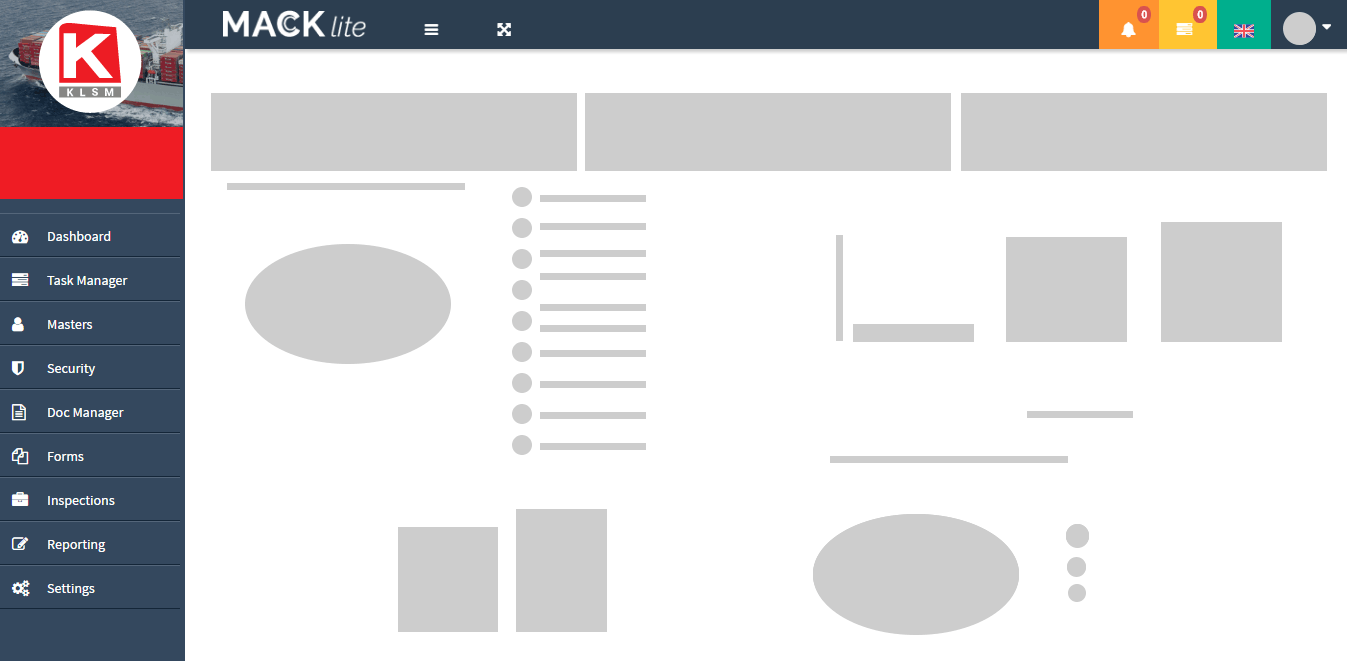 KLSM
MACK lite
0
0
Dashboard
Task Manager
Masters
Security
Doc Manager
Forms
Inspections
Reporting
Settings